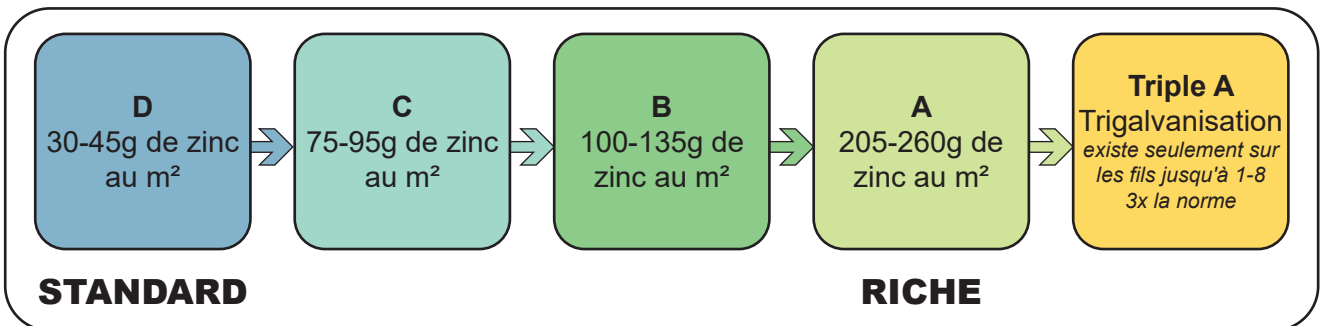 D
30-45g de zinc
au m²
C
75-95g de zinc
au m²
B
100-135g de
zinc au m²
A
205-260g de
zinc au m²
Triple A
Trigalvanisation
existe seulement sur
les fils jusqu'à 1-8
3x la norme
STANDARD
RICHE